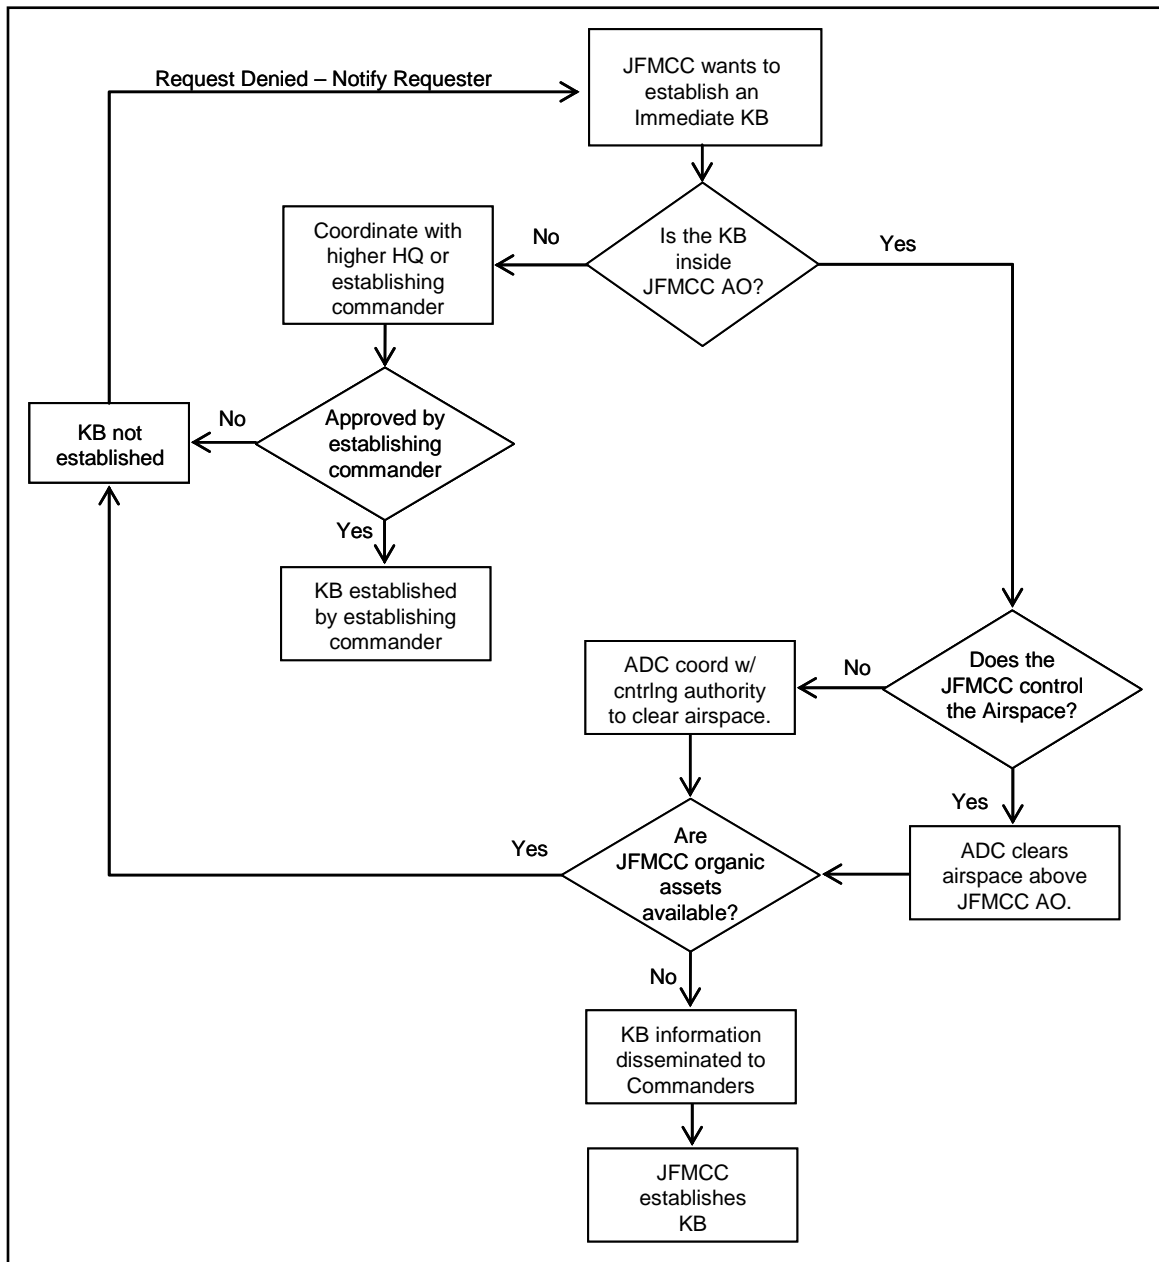 Request Denied – Notify Requester
JFMCC wants to
establish an
Immediate KB
Is the KB
inside
JFMCC AO?
No
Yes
Coordinate with
higher HQ or
establishing
commander
Approved by
establishing
commander
No
KB not
established
Yes
KB established
by establishing
commander
Does the
JFMCC control
the Airspace?
No
ADC coord w/
cntrlng authority
to clear airspace.
Yes
ADC clears
airspace above
JFMCC AO.
Are
JFMCC organic
assets
available?
Yes
No
KB information
disseminated to
Commanders
JFMCC
establishes
KB